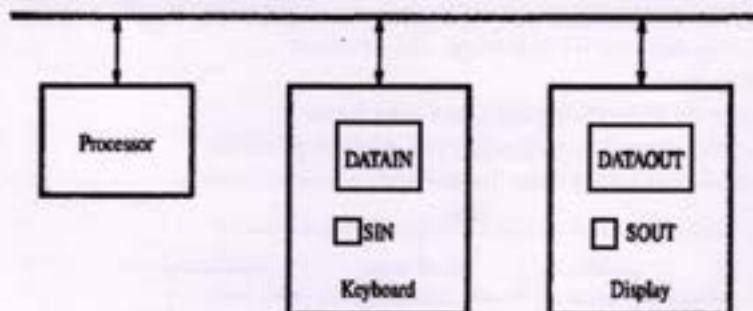 Processor
DATAIN
DATAOUT
SIN
SOUT
Keyboard
Display